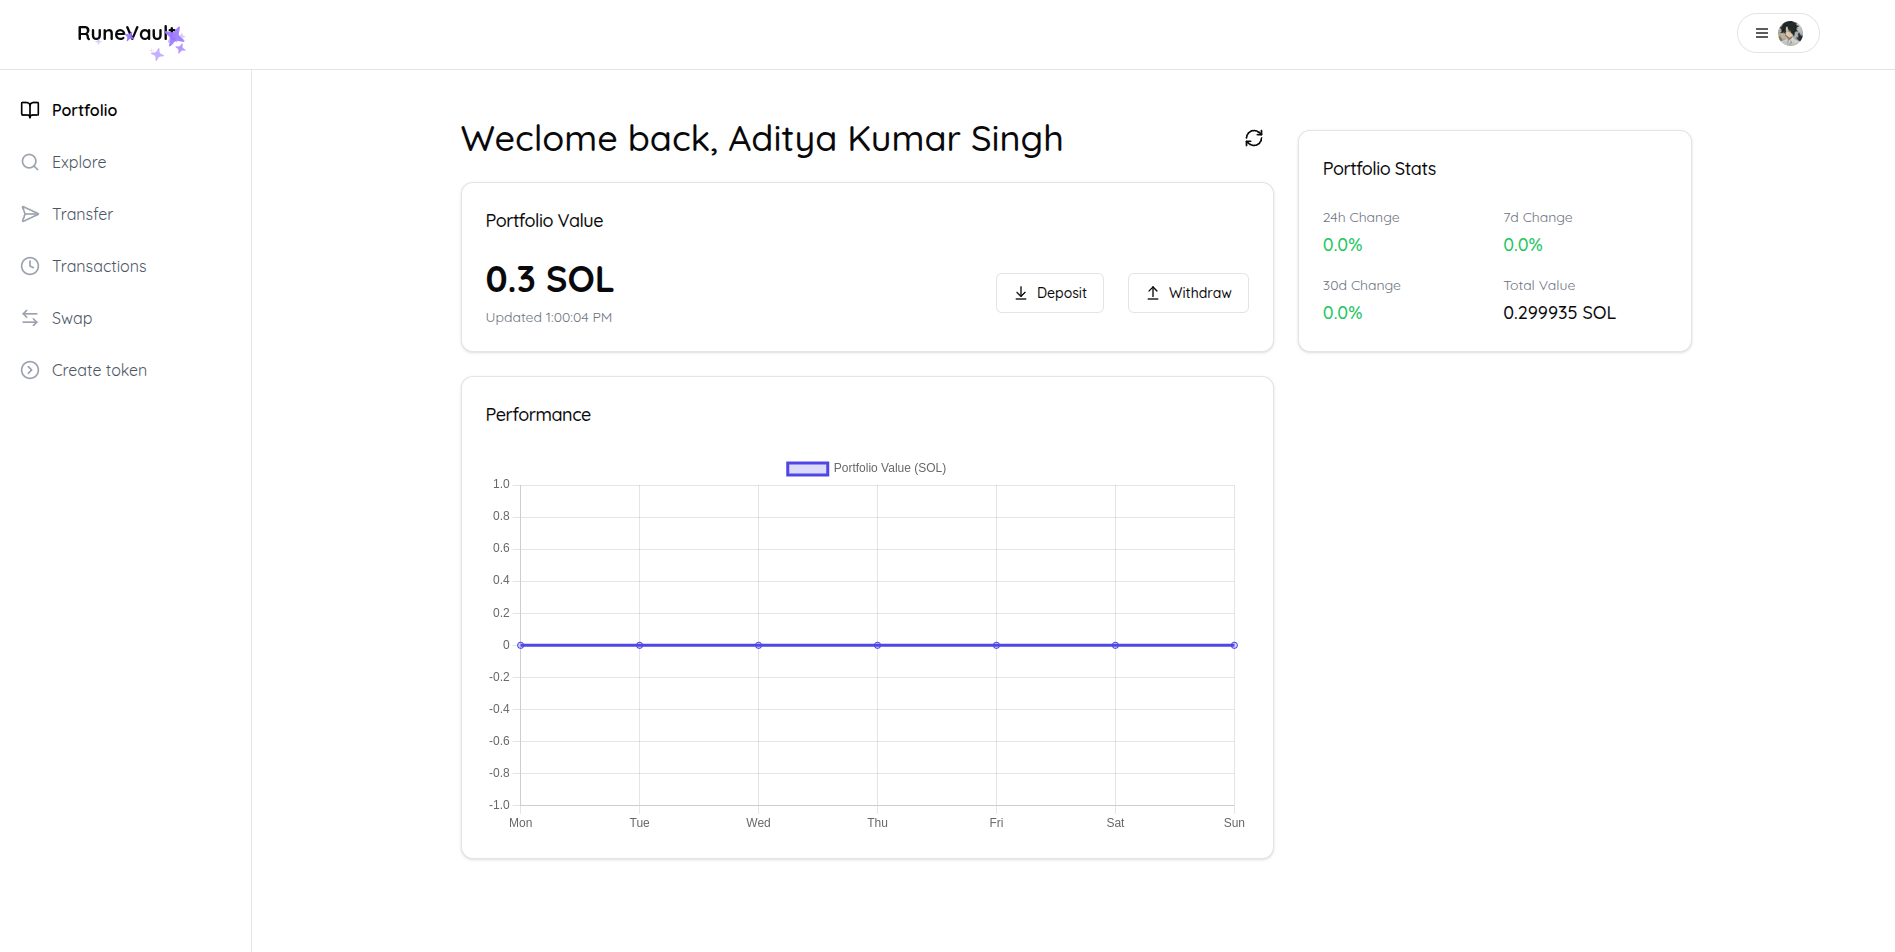 RuneVault
Portfolio
Explore
Transfer
Transactions
Swap
Create token
Weclome back, Aditya Kumar Singh
Portfolio Value
0.3 SOL
Updated 1:00:04 PM
Deposit
Withdraw
Portfolio Stats
24h Change
7d Change
0.0%
0.0%
30d Change
Total Value
0.0%
0.299935 SOL
Performance
Portfolio Value (SOL)
1.0
0.8
0.6
0.4
0.2
0
-0.2
-0.4
-0.6
-0.8
-1.0
Mon Tue Wed Thu Fri Sat Sun